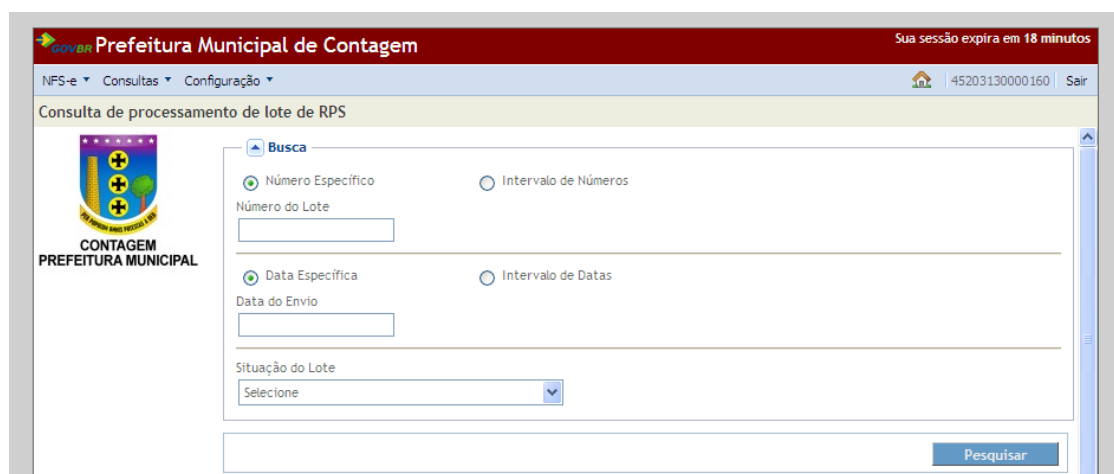 GOVBR Prefeitura Municipal de Contagem
Sua sessão expira em 18 minutos
NFS-e Consultas Configuração 45203130000160 Sair
Consulta de processamento de lote de RPS
Busca
Número Específico Intervalo de Números
Número do Lote
CONTAGEM
PREFEITURA MUNICIPAL
Data Específica Intervalo de Datas
Data do Envio
Situação do Lote
Selecione
Pesquisar